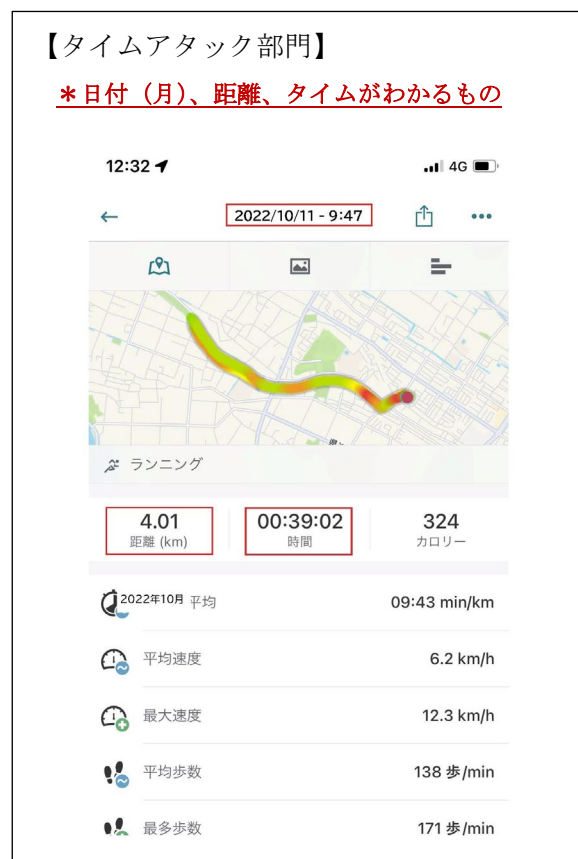 【タイムアタック部門】
＊日付（月）、距離、タイムがわかるもの
12:32
4G
2022/10/11 - 9:47
ランニング
4.01 00:39:02 324
距離 (km) 時間 カロリー
2022年10月 平均 09:43 min/km
平均速度 6.2 km/h
最大速度 12.3 km/h
平均歩数 138 歩/min
最多歩数 171 歩/min